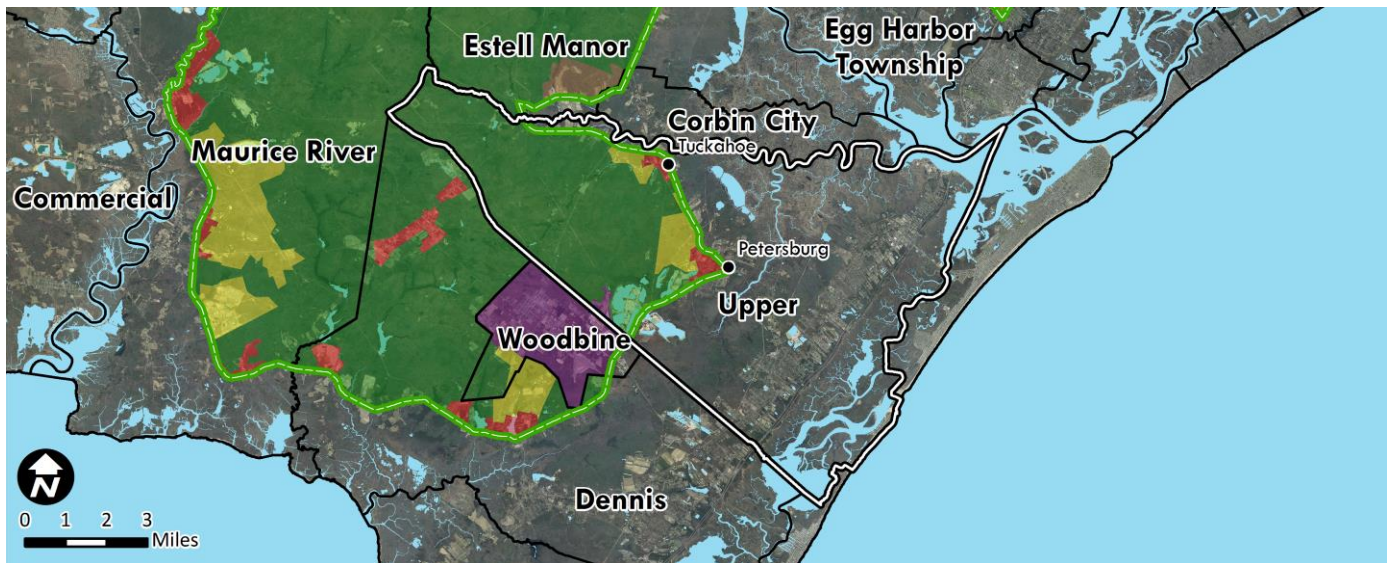 Estell Manor
Egg Harbor
Township
Corbin City
Tuckahoe
Maurice River
Commercial
Petersburg
Upper
Woodbine
Dennis
N
0 1 2 3
Miles